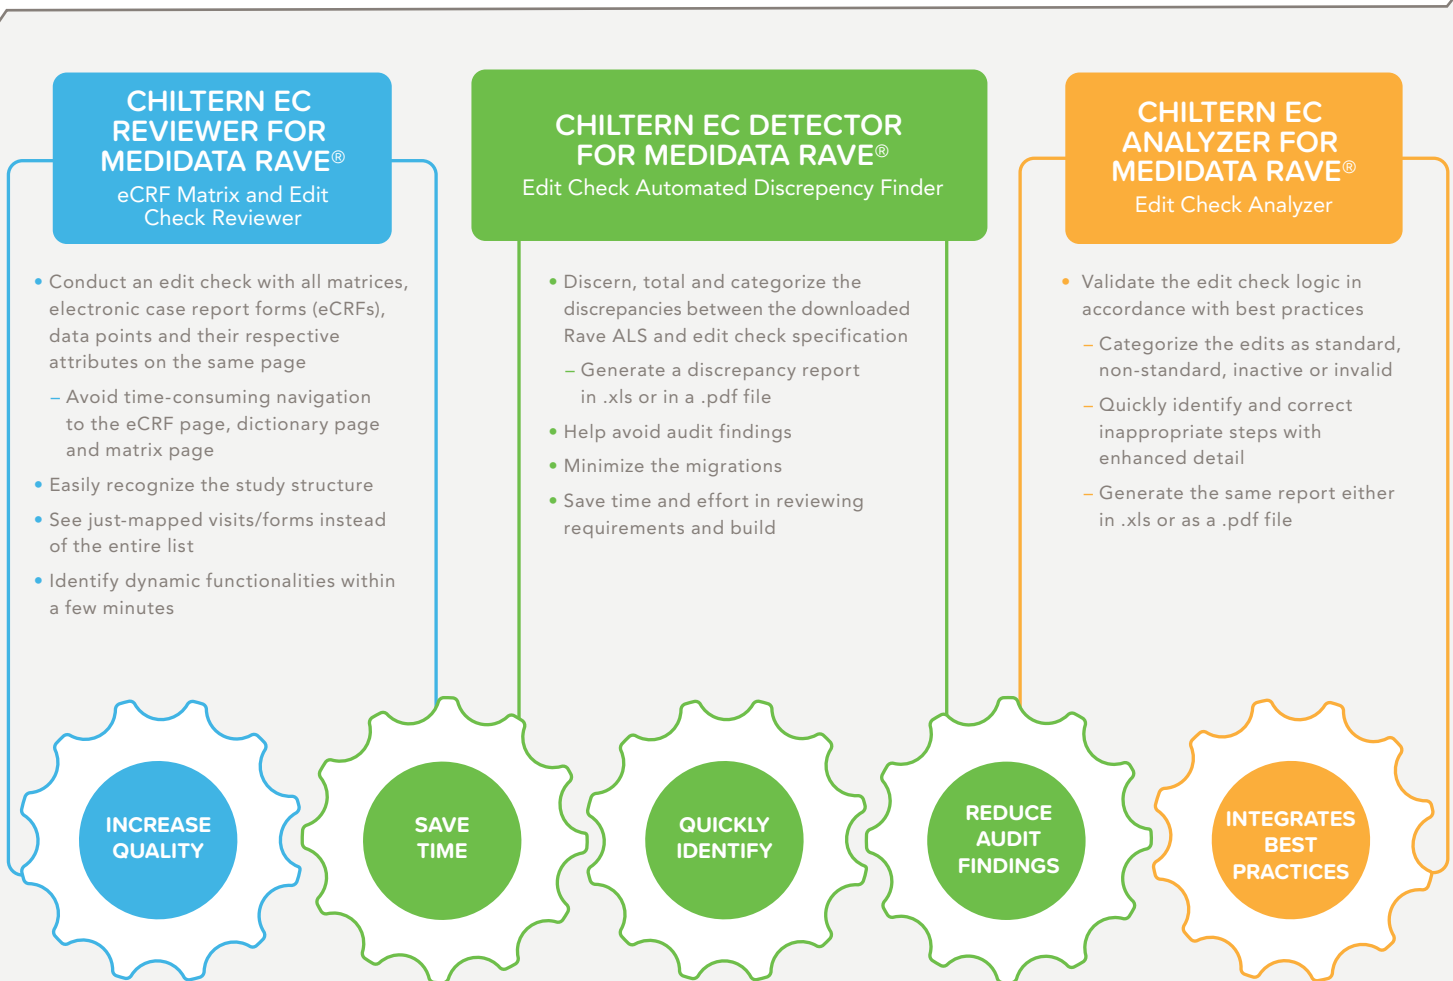 CHILTERN EC
REVIEWER FOR
MEDIDATA RAVE®
eCRF Matrix and Edit
Check Reviewer
• Conduct an edit check with all matrices,
electronic case report forms (eCRFs),
data points and their respective
attributes on the same page
– Avoid time-consuming navigation
to the eCRF page, dictionary page
and matrix page
• Easily recognize the study structure
• See just-mapped visits/forms instead
of the entire list
• Identify dynamic functionalities within
a few minutes
CHILTERN EC DETECTOR
FOR MEDIDATA RAVE®
Edit Check Automated Discrepency Finder
• Discern, total and categorize the
discrepancies between the downloaded
Rave ALS and edit check specification
– Generate a discrepancy report
in .xls or in a .pdf file
• Help avoid audit findings
• Minimize the migrations
• Save time and effort in reviewing
requirements and build
CHILTERN EC
ANALYZER FOR
MEDIDATA RAVE®
Edit Check Analyzer
• Validate the edit check logic in
accordance with best practices
– Categorize the edits as standard,
non-standard, inactive or invalid
– Quickly identify and correct
inappropriate steps with
enhanced detail
– Generate the same report either
in .xls or as a .pdf file
INCREASE
QUALITY
SAVE
TIME
QUICKLY
IDENTIFY
REDUCE
AUDIT
FINDINGS
INTEGRATES
BEST
PRACTICES